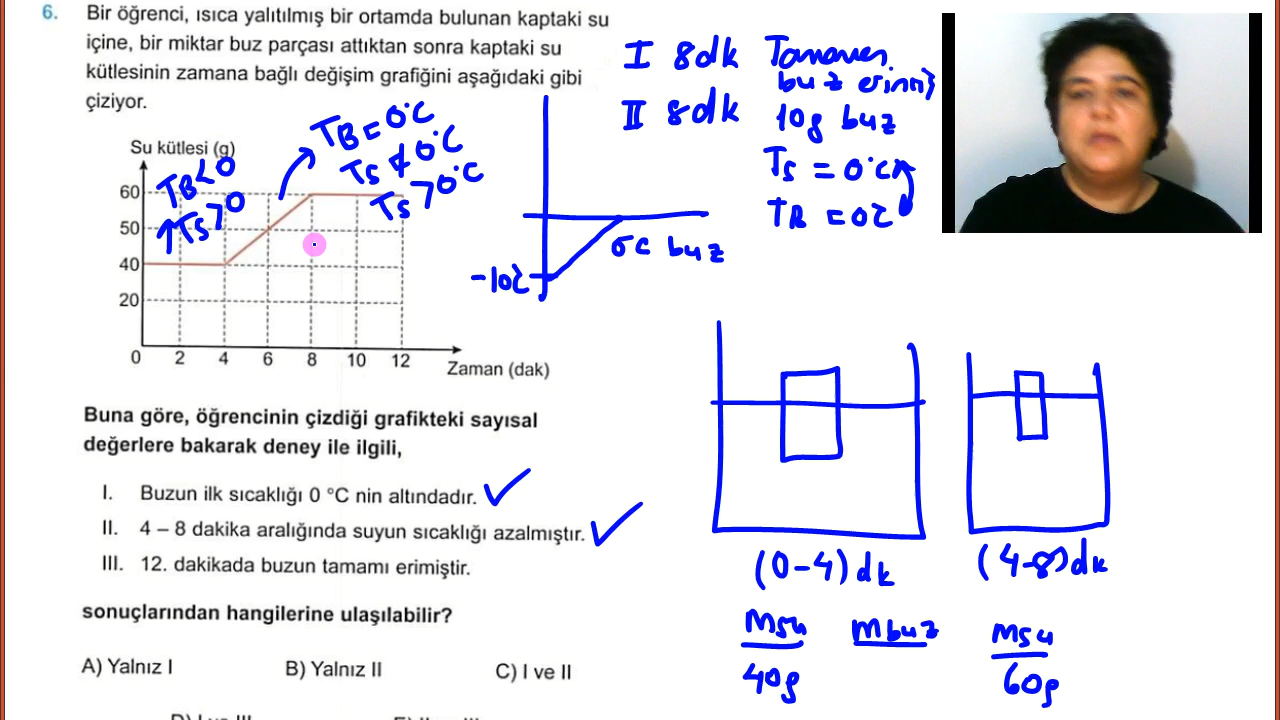 6. Bir öğrenci, ısıca yalıtılmış bir ortamda bulunan kaptaki su
içine, bir miktar buz parçası attıktan sonra kaptaki su
kütlesinin zamana bağlı değişim grafiğini aşağıdaki gibi
çiziyor.
Su kütlesi (g)
60
50
40
20
0 2 4 6 8 10 12
Zaman (dak)
TB<0
↑Ts>0
TB=0°C
Ts ≮ 0°C
Ts>0°C
-10°C
0°C buz
I 8dk Tamamen
buz erimiş
II 8dk 10g buz
Ts = 0°C
TB = 0°C
Buna göre, öğrencinin çizdiği grafikteki sayısal
değerlere bakarak deney ile ilgili,
I. Buzun ilk sıcaklığı 0 °C nin altındadır.
II. 4 – 8 dakika aralığında suyun sıcaklığı azalmıştır.
III. 12. dakikada buzun tamamı erimiştir.
sonuçlarından hangilerine ulaşılabilir?
A) Yalnız I B) Yalnız II C) I ve II
(0-4)dk
(4-8)dk
msu mbuz
40g
msu
60g